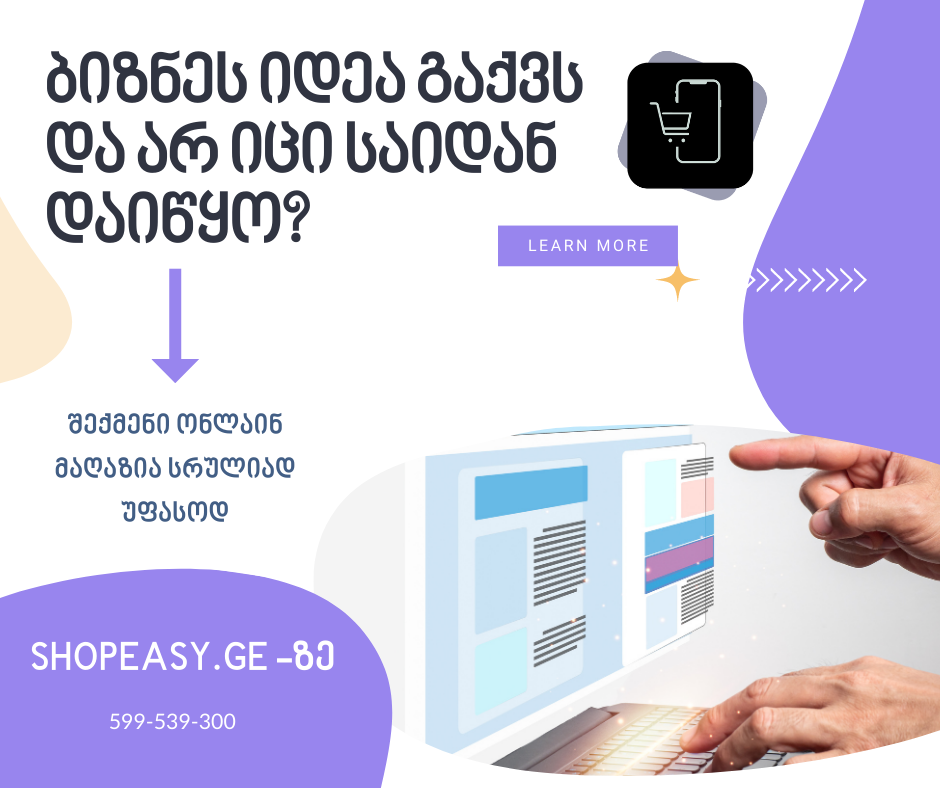 ბიზნეს იდეა გაქვს
და არ იცი საიდან
დაიწყო?
LEARN MORE
შექმენი ონლაინ
მაღაზია სრულიად
უფასოდ
SHOPEASY.GE -ზე
599-539-300